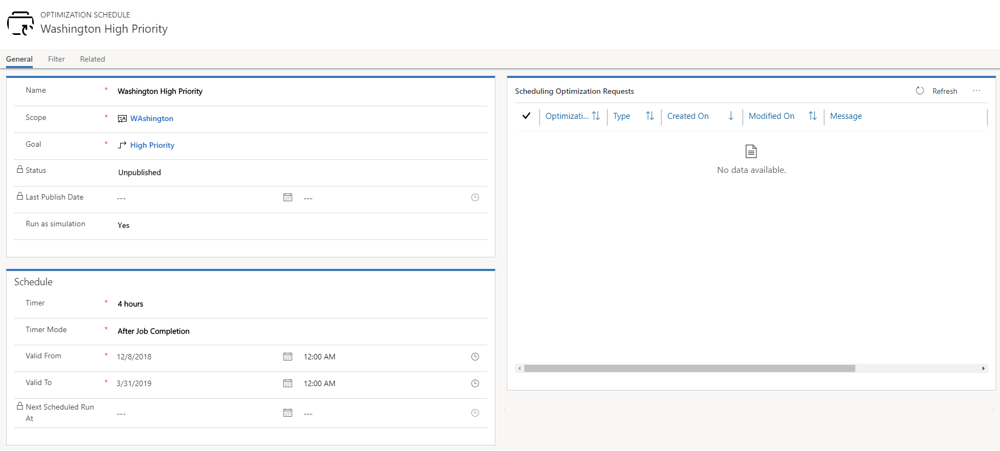 OPTIMIZATION SCHEDULE
Washington High Priority
General Filter Related
Name * Washington High Priority
Scope * WAshington
Goal * High Priority
Status Unpublished
Last Publish Date --- ---
Run as simulation Yes
Schedule
Timer * 4 hours
Timer Mode * After Job Completion
Valid From * 12/8/2018 12:00 AM
Valid To * 3/31/2019 12:00 AM
Next Scheduled Run
At --- ---
Scheduling Optimization Requests Refresh ...
Optimizati... Type Created On Modified On Message
No data available.